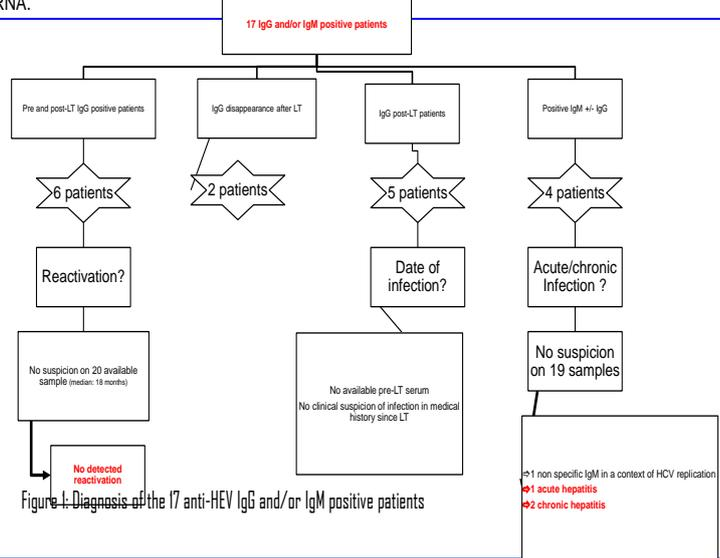 RNA.
17 IgG and/or IgM positive patients
Pre and post-LT IgG positive patients
IgG disappearance after LT
IgG post-LT patients
Positive IgM +/- IgG
6 patients
2 patients
5 patients
4 patients
Reactivation?
Date of
infection?
Acute/chronic
Infection ?
No suspicion on 20 available
sample (median: 18 months)
No available pre-LT serum
No clinical suspicion of infection in medical
history since LT
No suspicion
on 19 samples
No detected
reactivation
⇨1 non specific IgM in a context of HCV replication
⇨1 acute hepatitis
⇨2 chronic hepatitis
Figure 1: Diagnosis of the 17 anti-HEV IgG and/or IgM positive patients